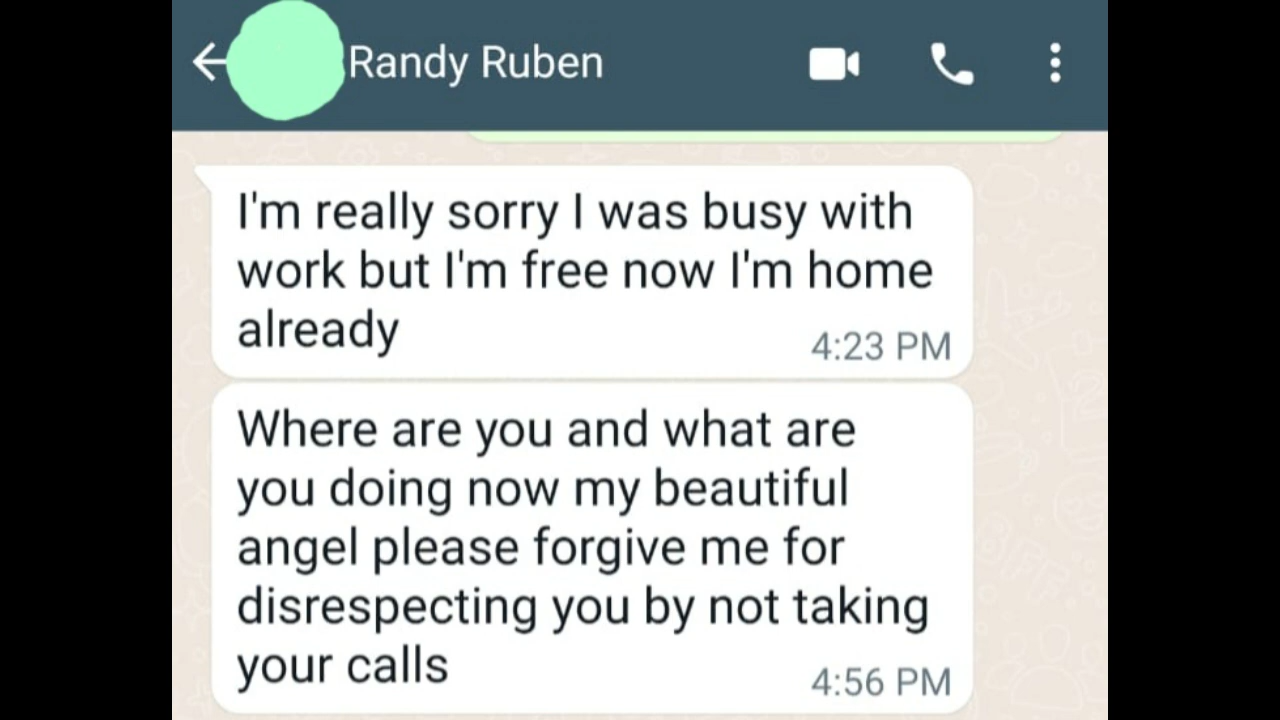 Randy Ruben
I'm really sorry I was busy with
work but I'm free now I'm home
already
4:23 PM
Where are you and what are
you doing now my beautiful
angel please forgive me for
disrespecting you by not taking
your calls
4:56 PM